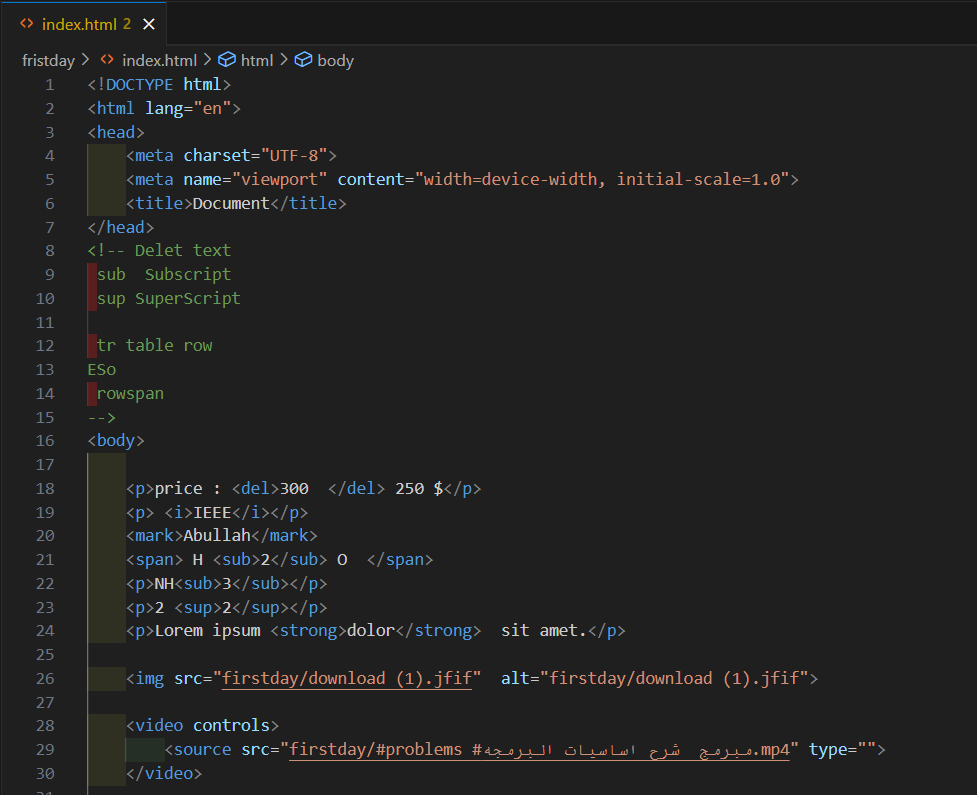 index.html 2
fristday > index.html > html > body
1 <!DOCTYPE html>
2 <html lang="en">
3 <head>
4 <meta charset="UTF-8">
5 <meta name="viewport" content="width=device-width, initial-scale=1.0">
6 <title>Document</title>
7 </head>
8 <!-- Delet text
9 sub  Subscript
10 sup SuperScript
11
12 tr table row
13 ESo
14 rowspan
15 -->
16 <body>
17
18 <p>price : <del>300  </del> 250 $</p>
19 <p> <i>IEEE</i></p>
20 <mark>Abullah</mark>
21 <span> H <sub>2</sub> O  </span>
22 <p>NH<sub>3</sub></p>
23 <p>2 <sup>2</sup></p>
24 <p>Lorem ipsum <strong>dolor</strong>  sit amet.</p>
25
26 <img src="firstday/download (1).jfif"  alt="firstday/download (1).jfif">
27
28 <video controls>
29 <source src="firstday/#problems #مبرمج  شرح اساسيات البرمجه.mp4" type="">
30 </video>